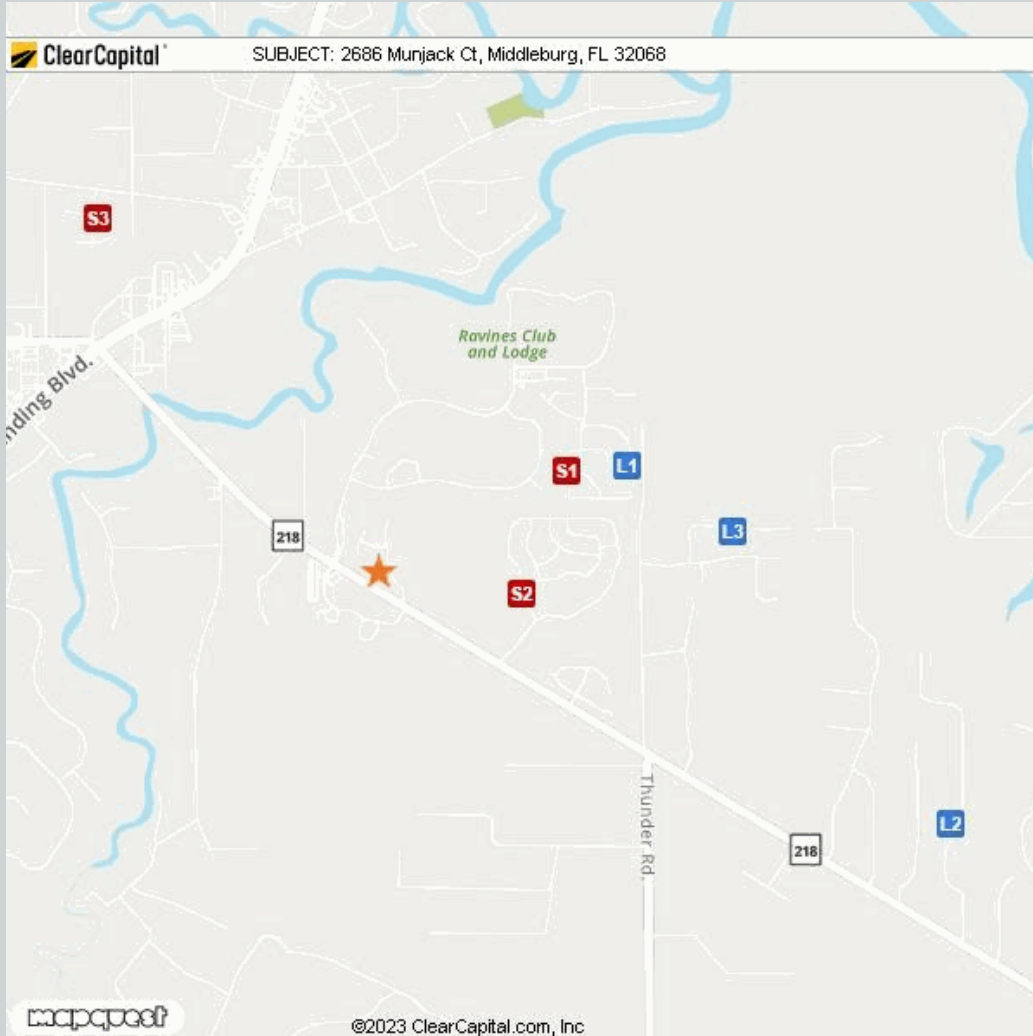 ClearCapital
SUBJECT: 2686 Munjack Ct, Middleburg, FL 32068
S3
Ravines Club
and Lodge
nding Blvd.
S1
L1
218
L3
S2
Thunder Rd.
L2
218
mapquest
©2023 ClearCapital.com, Inc